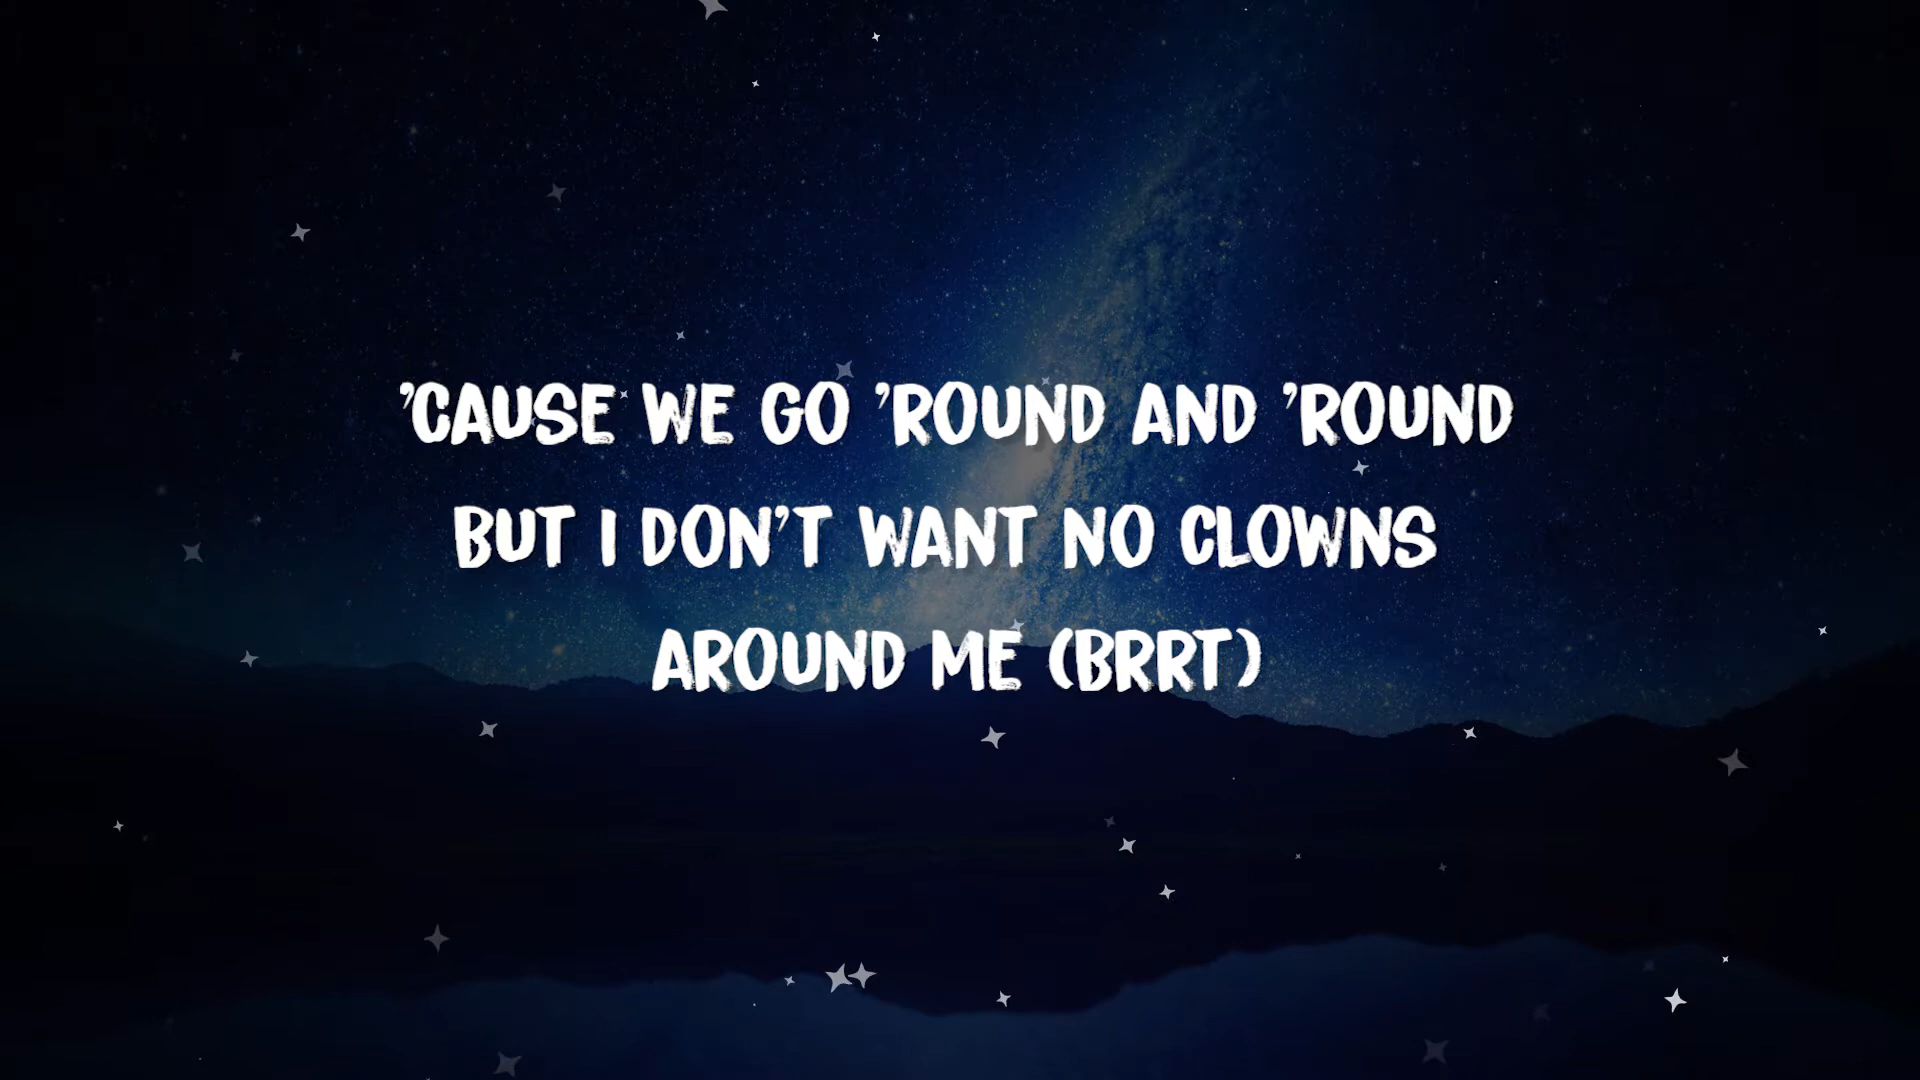 ’CAUSE WE GO ’ROUND AND ’ROUND
BUT I DON’T WANT NO CLOWNS
AROUND ME (BRRT)